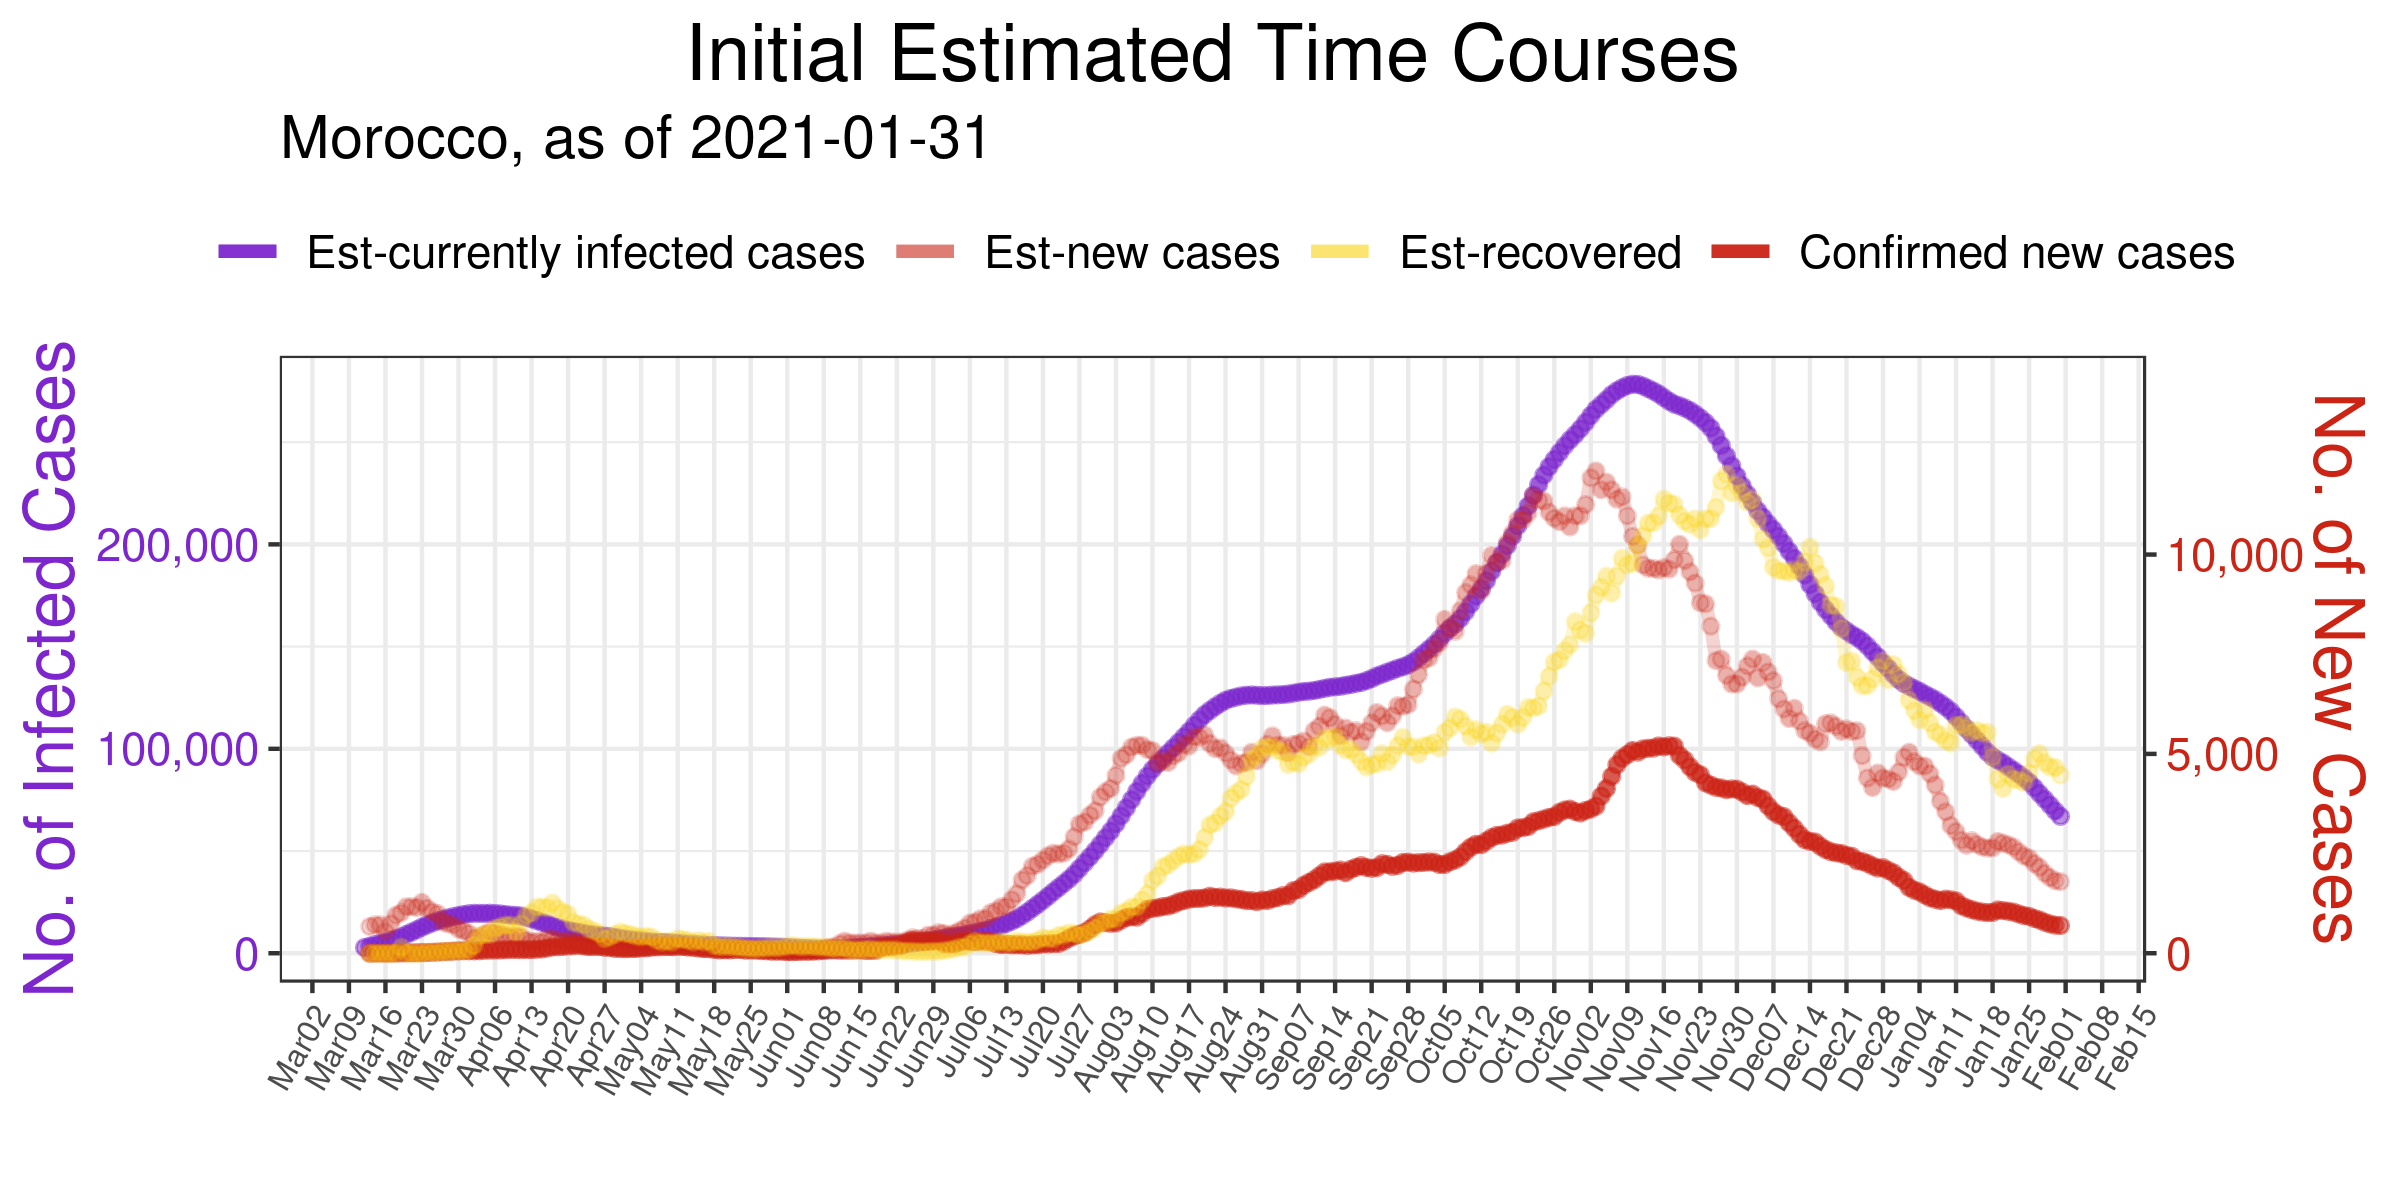 Initial Estimated Time Courses
Morocco, as of 2021-01-31
Est-currently infected cases Est-new cases Est-recovered Confirmed new cases
No. of Infected Cases
200,000
100,000
0
10,000
5,000
0
No. of New Cases
Mar02 Mar09 Mar16 Mar23 Mar30 Apr06 Apr13 Apr20 Apr27 May04 May11 May18 May25 Jun01 Jun08 Jun15 Jun22 Jun29 Jul06 Jul13 Jul20 Jul27 Aug03 Aug10 Aug17 Aug24 Aug31 Sep07 Sep14 Sep21 Sep28 Oct05 Oct12 Oct19 Oct26 Nov02 Nov09 Nov16 Nov23 Nov30 Dec07 Dec14 Dec21 Dec28 Jan04 Jan11 Jan18 Jan25 Feb01 Feb08 Feb15